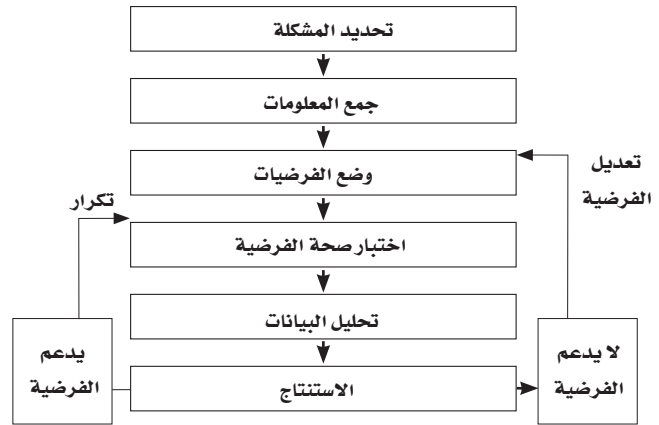 تحديد المشكلة
جمع المعلومات
وضع الفرضيات
تعديل
الفرضية
تكرار
اختبار صحة الفرضية
تحليل البيانات
يدعم
الفرضية
لا يدعم
الفرضية
الاستنتاج